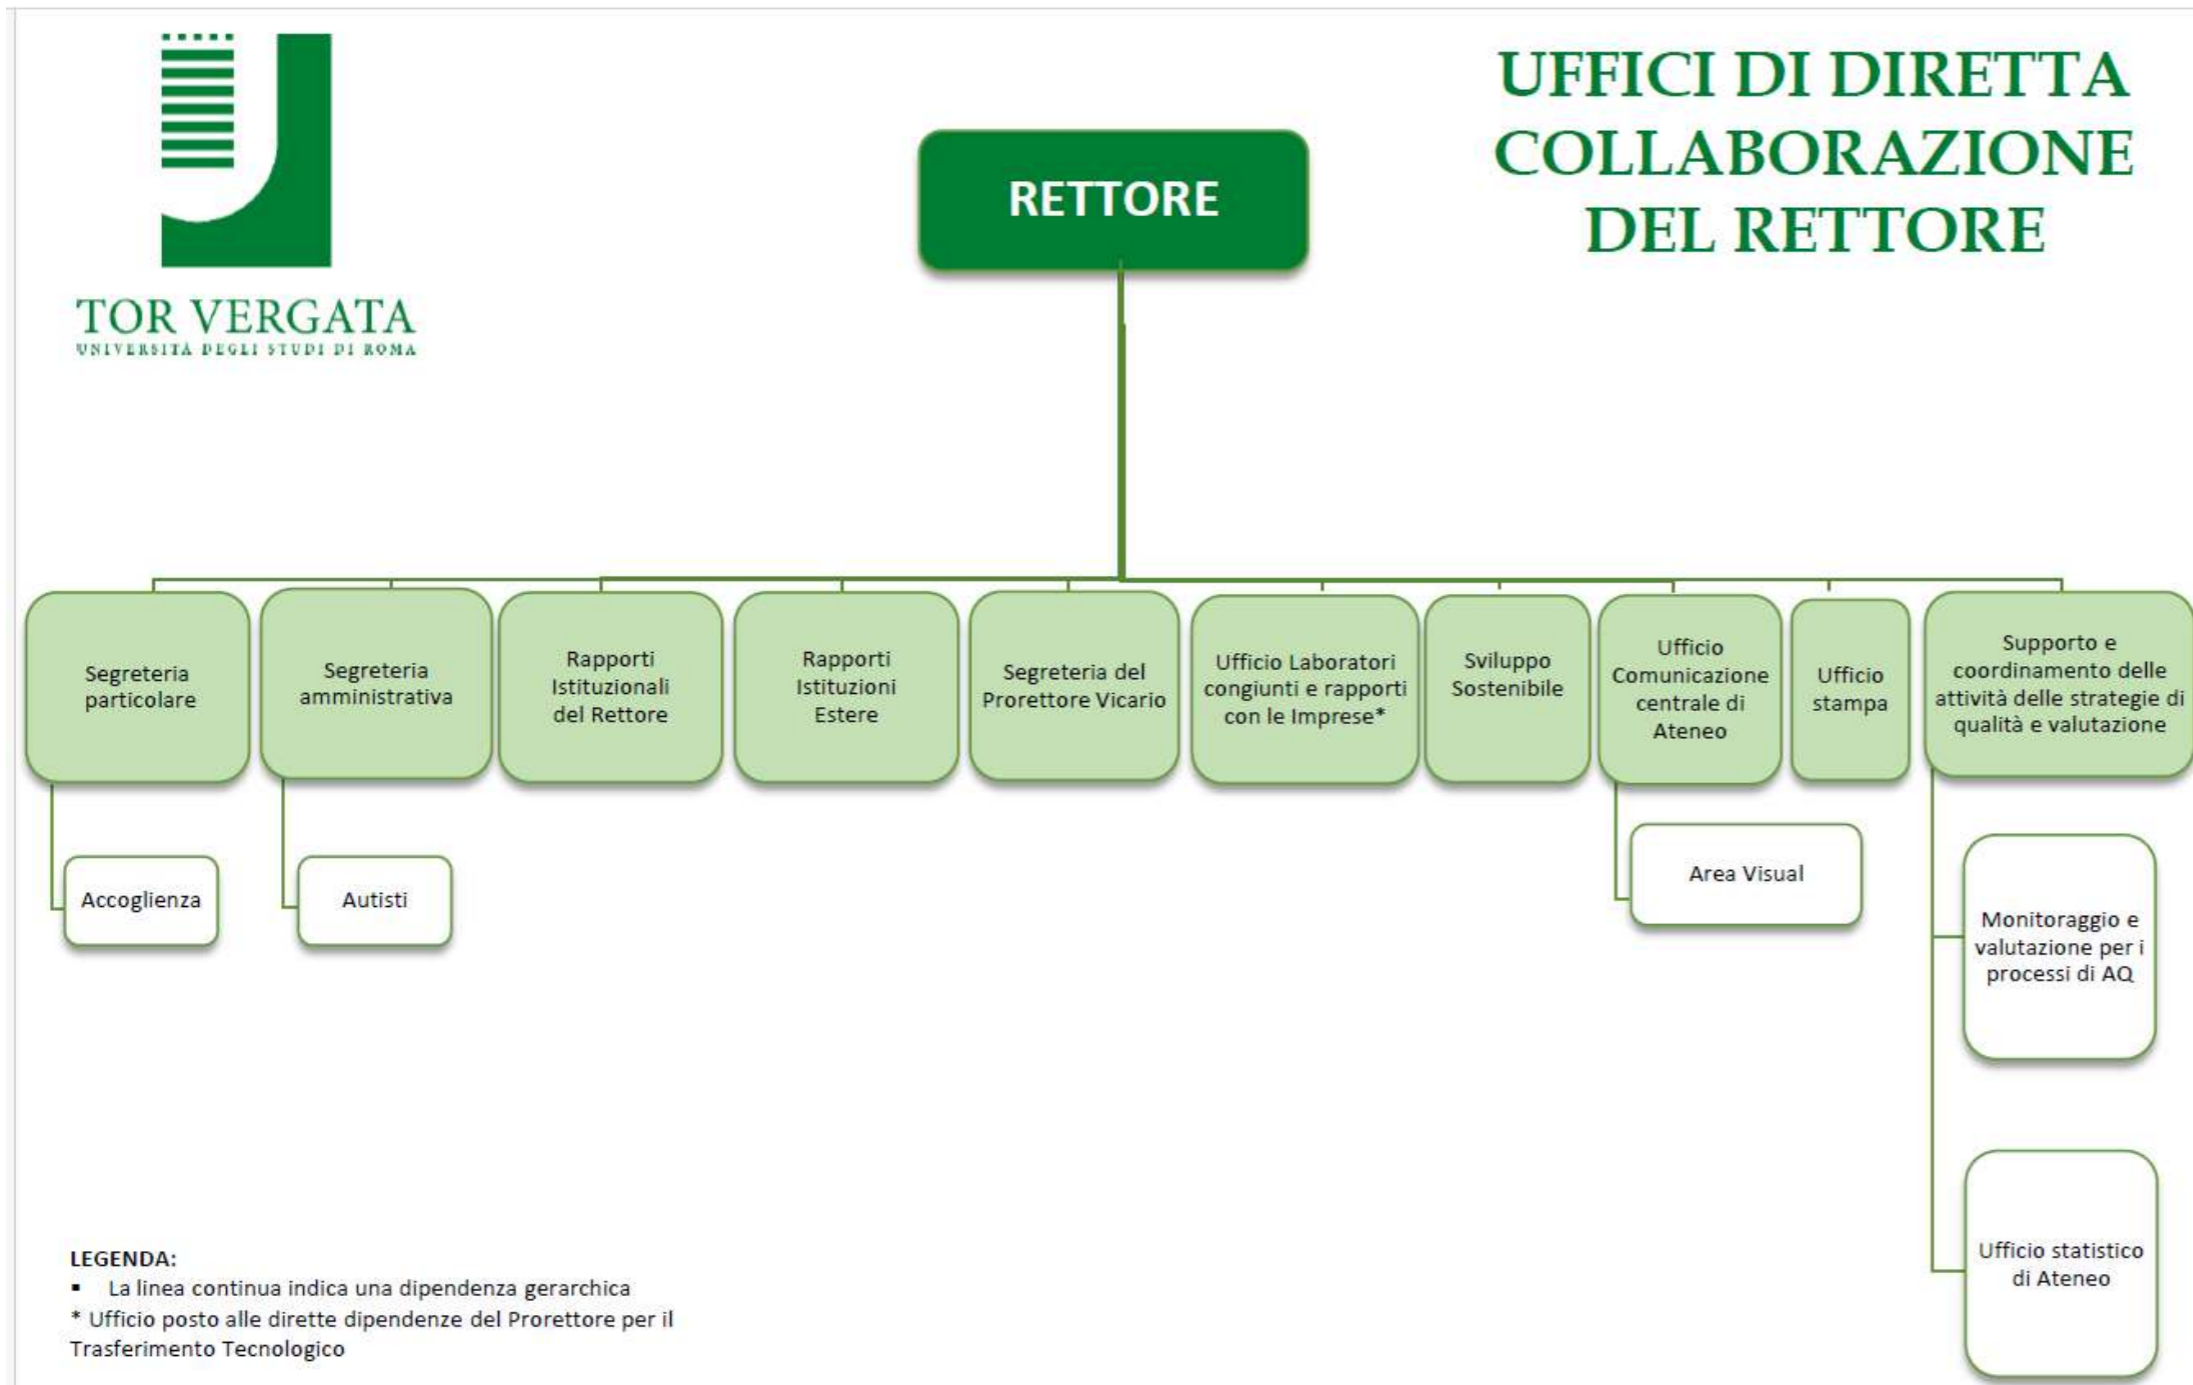 TOR VERGATA
UNIVERSITÀ DEGLI STUDI DI ROMA
UFFICI DI DIRETTA
COLLABORAZIONE
DEL RETTORE
RETTORE
Segreteria
particolare
Segreteria
amministrativa
Rapporti
Istituzionali
del Rettore
Rapporti
Istituzioni
Estere
Segreteria del
Prorettore Vicario
Ufficio Laboratori
congiunti e rapporti
con le Imprese*
Sviluppo
Sostenibile
Ufficio
Comunicazione
centrale di
Ateneo
Ufficio
stampa
Supporto e
coordinamento delle
attività delle strategie di
qualità e valutazione
Accoglienza
Autisti
Area Visual
Monitoraggio e
valutazione per i
processi di AQ
Ufficio statistico
di Ateneo
LEGENDA:
▪ La linea continua indica una dipendenza gerarchica
* Ufficio posto alle dirette dipendenze del Prorettore per il
Trasferimento Tecnologico